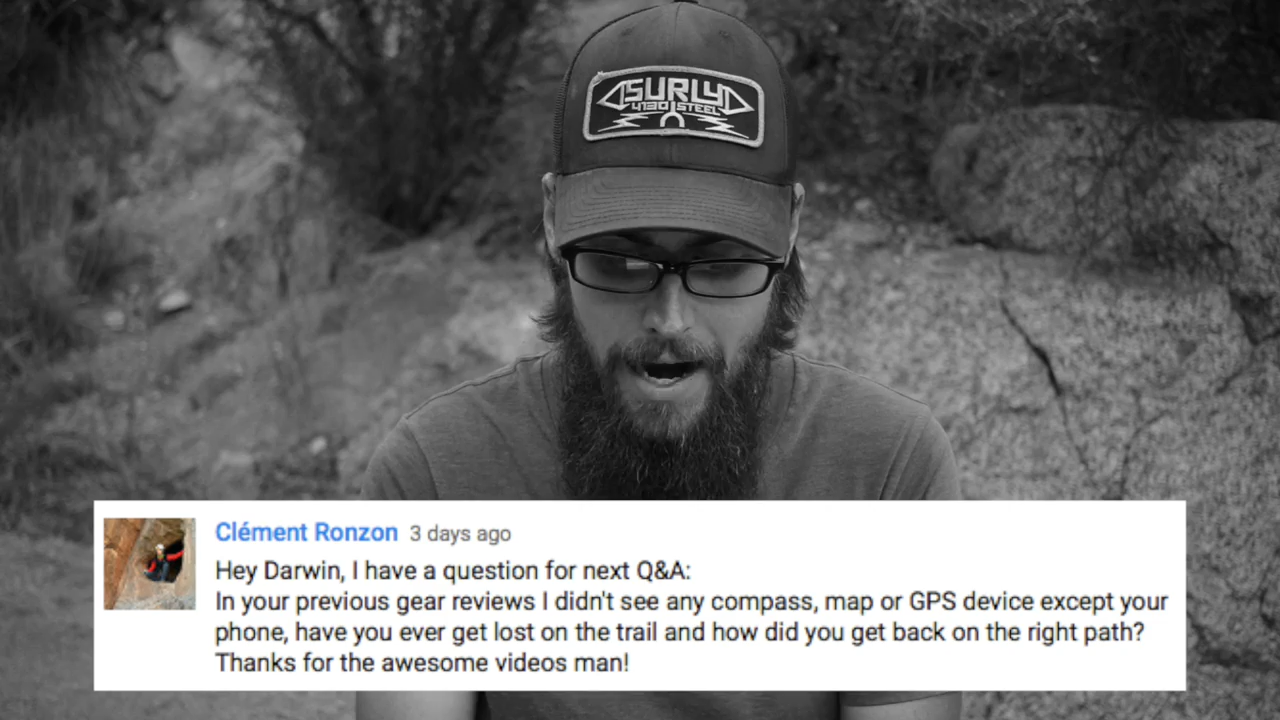 SURLY
4130 STEEL
Clément Ronzon 3 days ago
Hey Darwin, I have a question for next Q&A:
In your previous gear reviews I didn't see any compass, map or GPS device except your
phone, have you ever get lost on the trail and how did you get back on the right path?
Thanks for the awesome videos man!